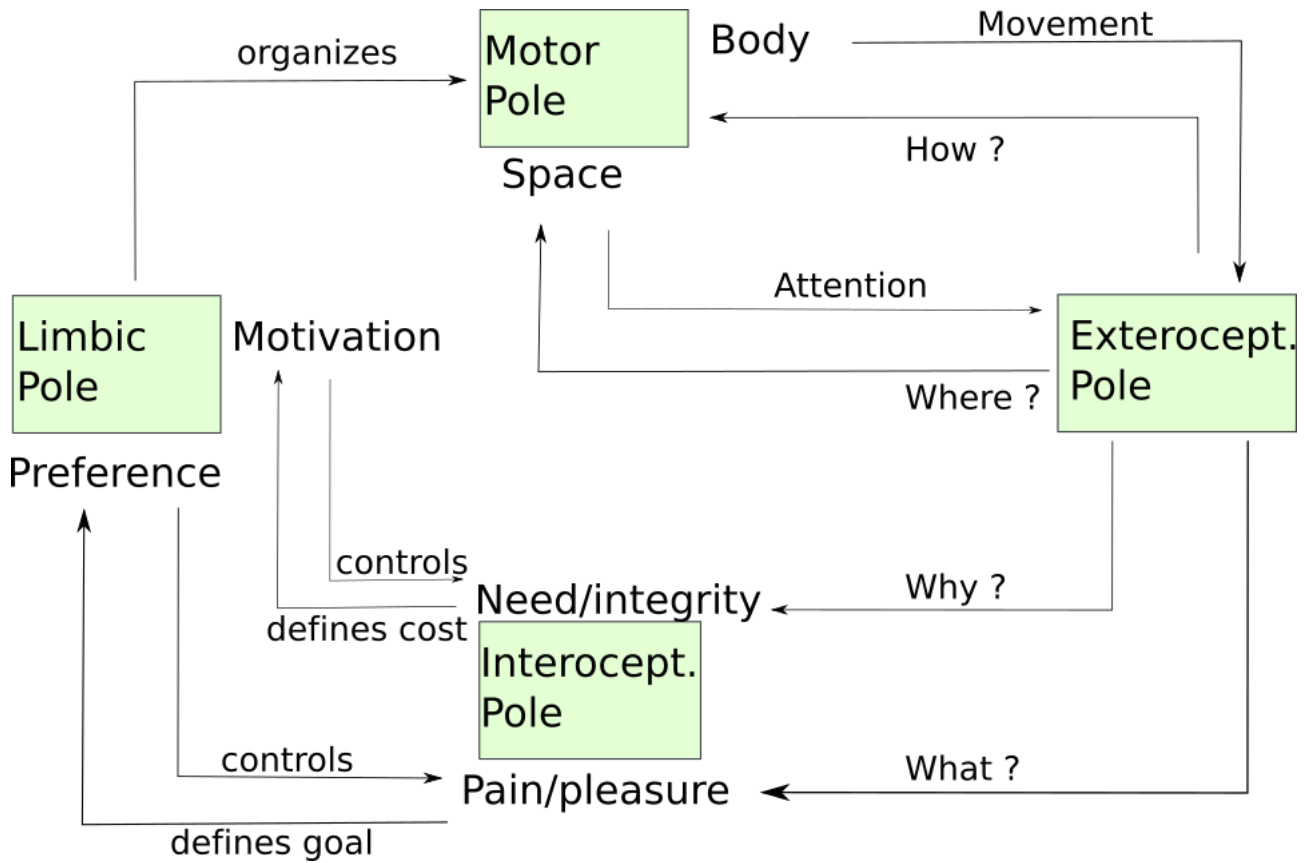 organizes
Motor
Pole
Body
Movement
How ?
Space
Attention
Limbic
Pole
Motivation
Exterocept.
Pole
Where ?
Preference
controls
Need/integrity
Why ?
defines cost
Interocept.
Pole
controls
Pain/pleasure
What ?
defines goal